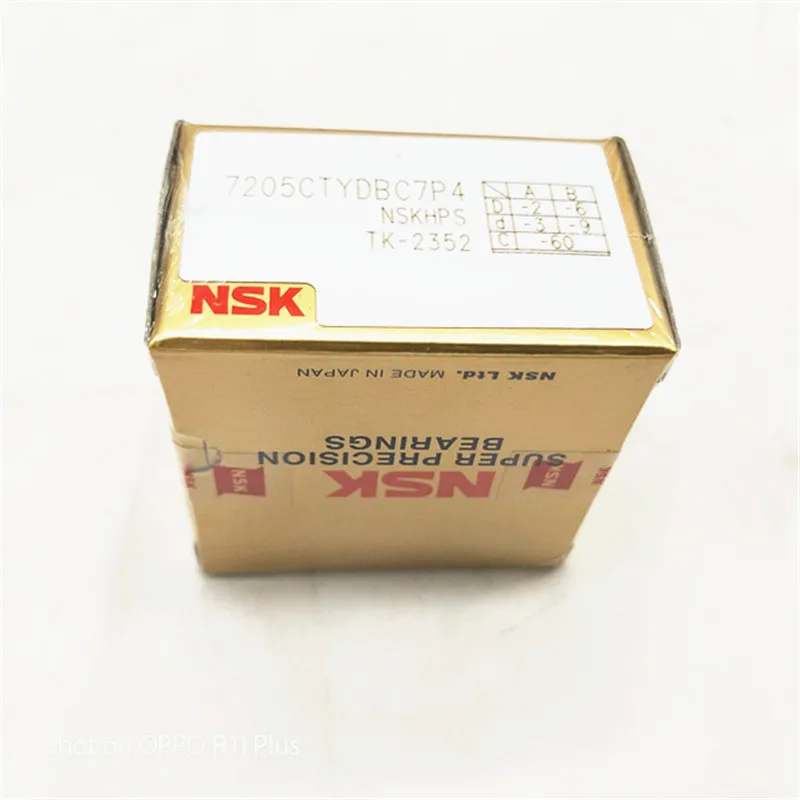 7205CTYDBC7P4
NSKHPS
TK-2352
A B
D -2 -6
d -3 -9
C -60
NSK
NSK Ltd. MADE IN JAPAN
SUPER PRECISION
BEARINGS
NSK
NSK
NSK
NSK
Shot on OPPO R11 Plus